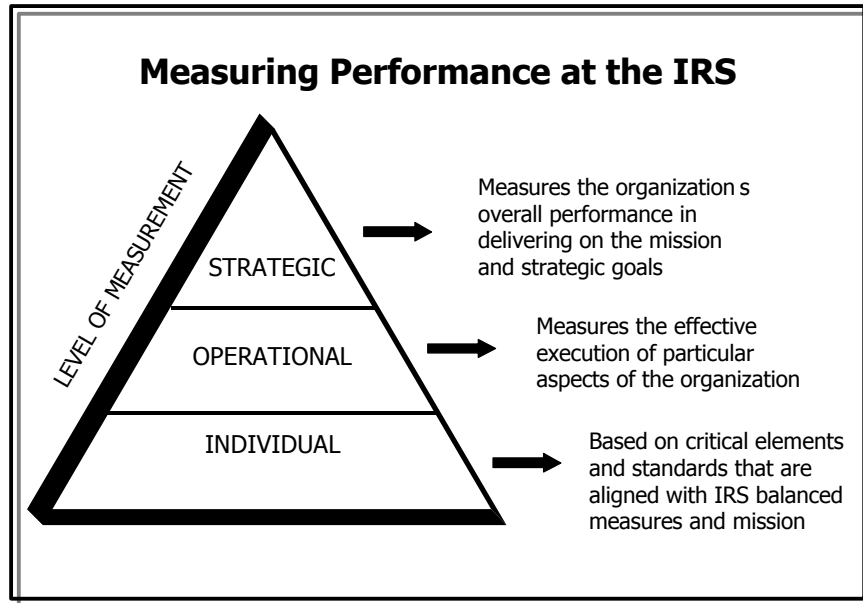 Measuring Performance at the IRS
LEVEL OF MEASUREMENT
STRATEGIC
Measures the organization s
overall performance in
delivering on the mission
and strategic goals
OPERATIONAL
Measures the effective
execution of particular
aspects of the organization
INDIVIDUAL
Based on critical elements
and standards that are
aligned with IRS balanced
measures and mission